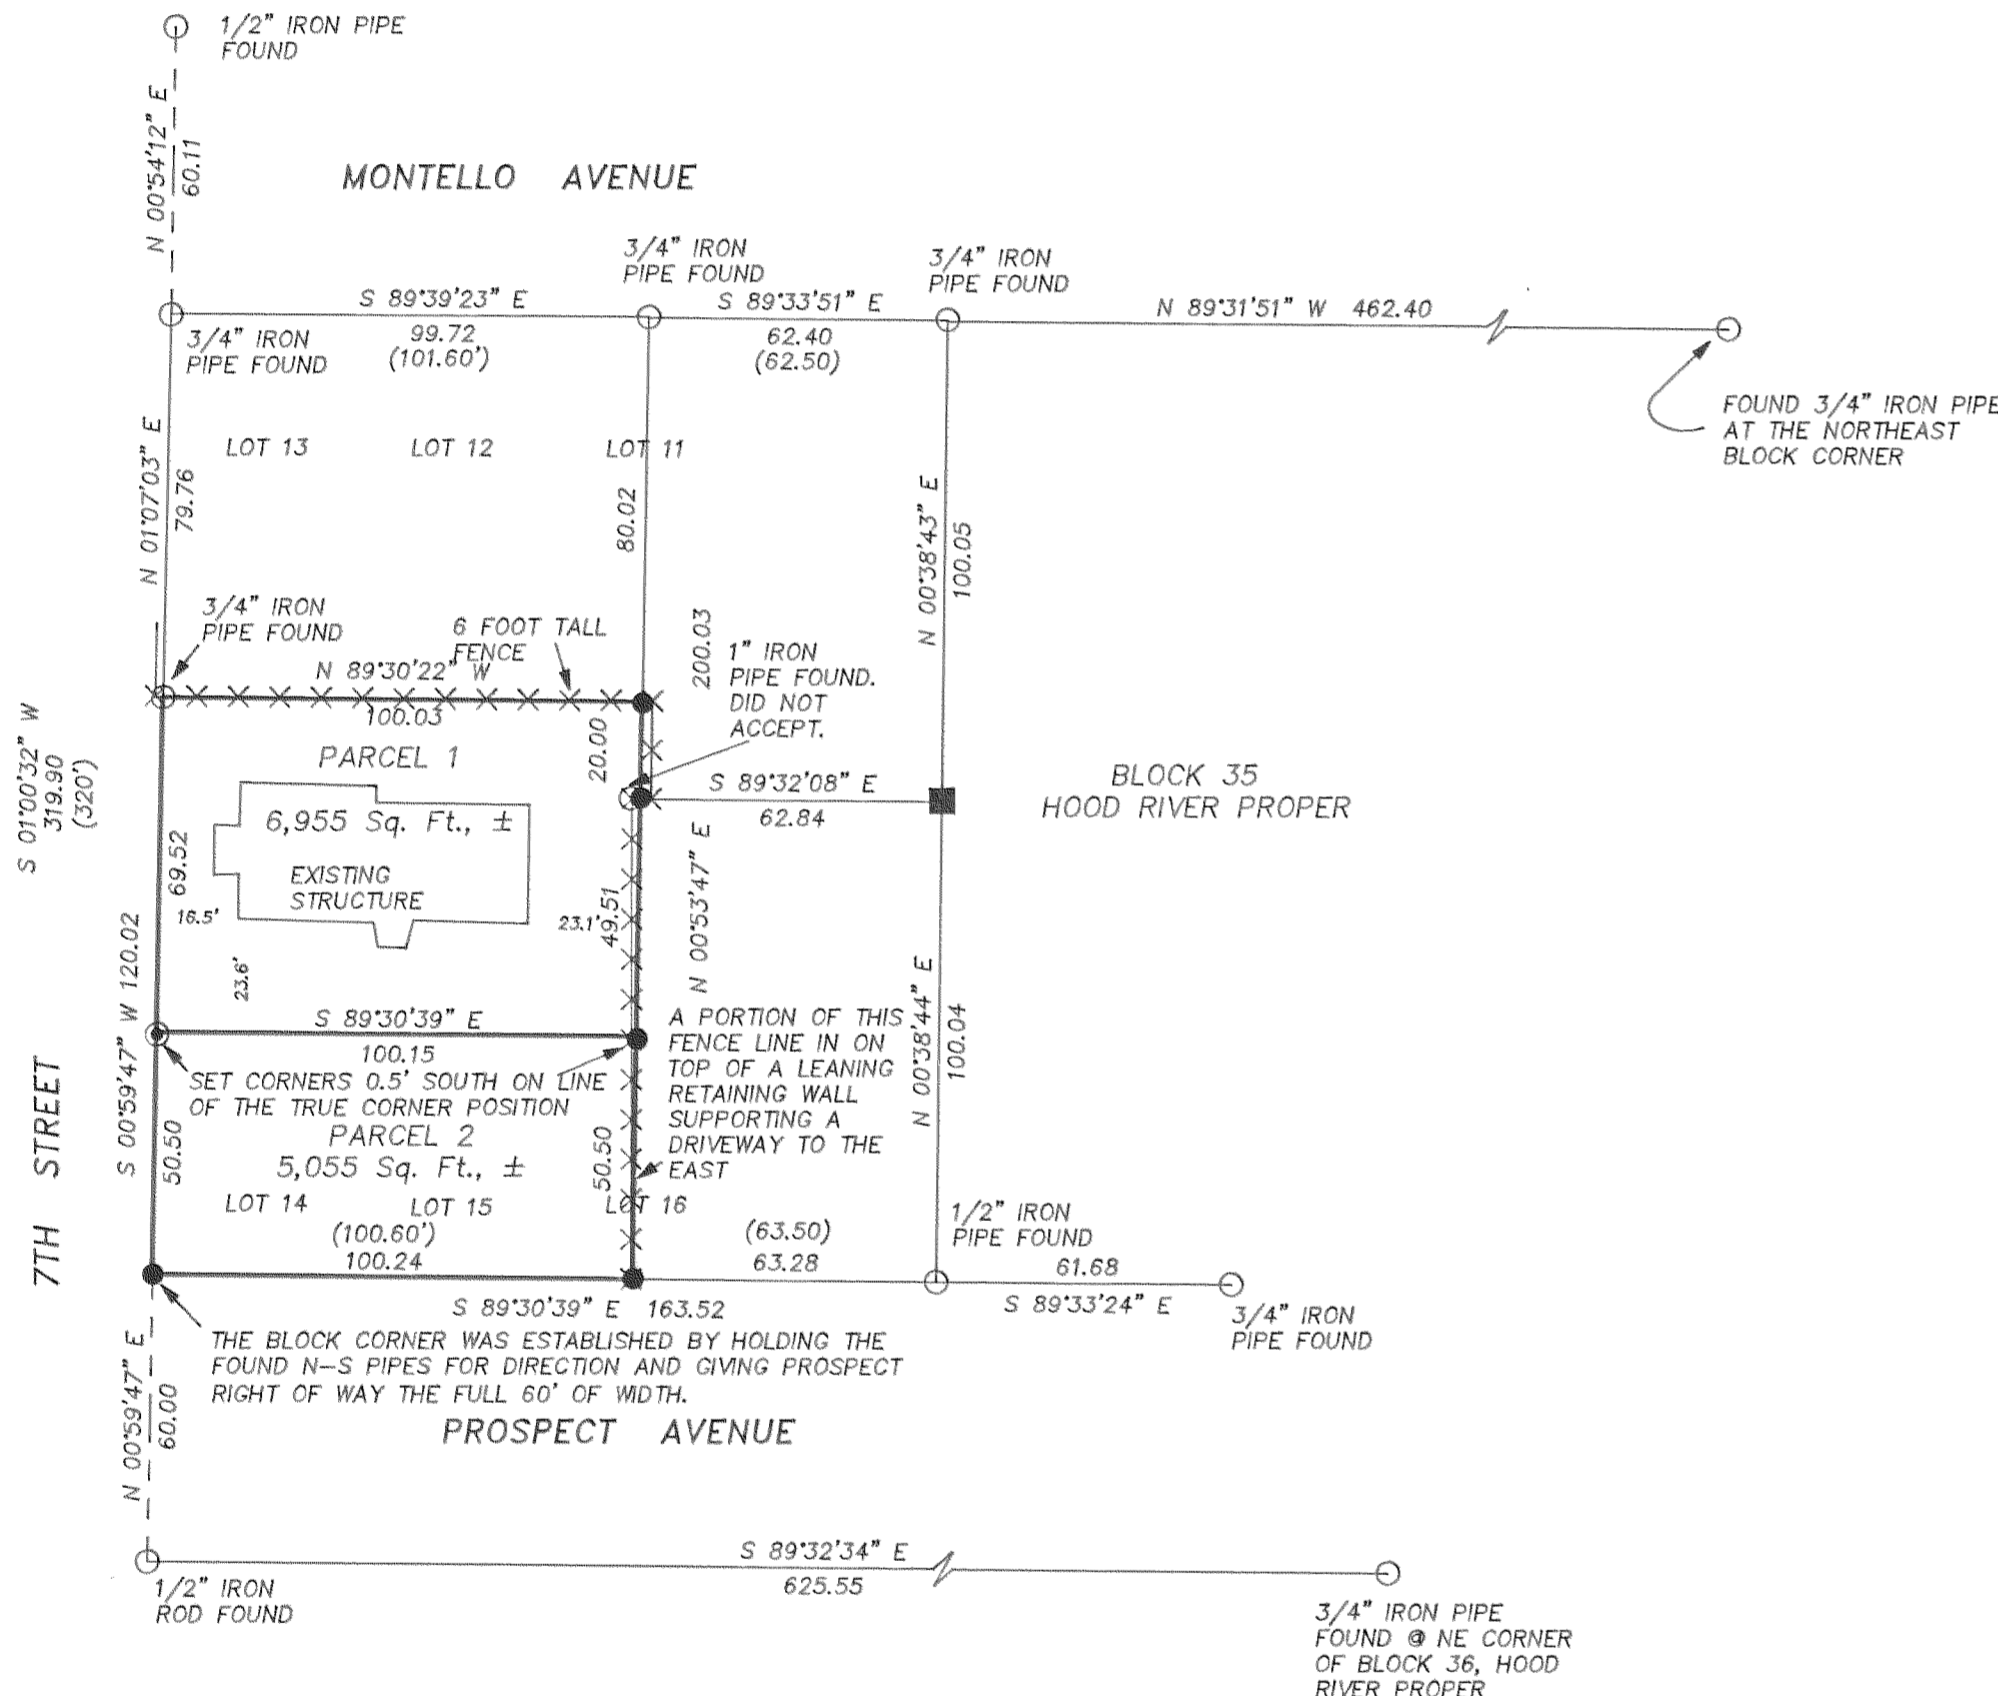 1/2" IRON PIPE
FOUND
N 00°54'12" E
60.11
MONTELLO AVENUE
3/4" IRON
PIPE FOUND
3/4" IRON
PIPE FOUND
S 89°39'23" E
99.72
(101.60')
S 89°33'51" E
62.40
(62.50)
N 89°31'51" W 462.40
3/4" IRON
PIPE FOUND
FOUND 3/4" IRON PIPE
AT THE NORTHEAST
BLOCK CORNER
N 01°07'03" E
79.76
LOT 13
LOT 12
LOT 11
80.02
N 00°38'43" E
100.05
3/4" IRON
PIPE FOUND
6 FOOT TALL
FENCE
N 89°30'22" W
100.03
200.03
1" IRON
PIPE FOUND.
DID NOT
ACCEPT.
S 01°00'32" W
319.90
(320')
PARCEL 1
20.00
6,955 Sq. Ft., ±
EXISTING
STRUCTURE
69.52
16.5'
23.1'
49.51
23.6'
S 89°32'08" E
62.84
BLOCK 35
HOOD RIVER PROPER
N 00°53'47" E
S 00°59'47" W 120.02
N 00°38'44" E
100.04
S 89°30'39" E
100.15
SET CORNERS 0.5' SOUTH ON LINE
OF THE TRUE CORNER POSITION
A PORTION OF THIS
FENCE LINE IN ON
TOP OF A LEANING
RETAINING WALL
SUPPORTING A
DRIVEWAY TO THE
EAST
7TH STREET
50.50
PARCEL 2
5,055 Sq. Ft., ±
50.50
LOT 14
LOT 15
LOT 16
(100.60')
100.24
(63.50)
63.28
1/2" IRON
PIPE FOUND
61.68
S 89°30'39" E 163.52
S 89°33'24" E
3/4" IRON
PIPE FOUND
THE BLOCK CORNER WAS ESTABLISHED BY HOLDING THE
FOUND N-S PIPES FOR DIRECTION AND GIVING PROSPECT
RIGHT OF WAY THE FULL 60' OF WIDTH.
N 00°59'47" E
60.00
PROSPECT AVENUE
S 89°32'34" E
625.55
1/2" IRON
ROD FOUND
3/4" IRON PIPE
FOUND @ NE CORNER
OF BLOCK 36, HOOD
RIVER PROPER